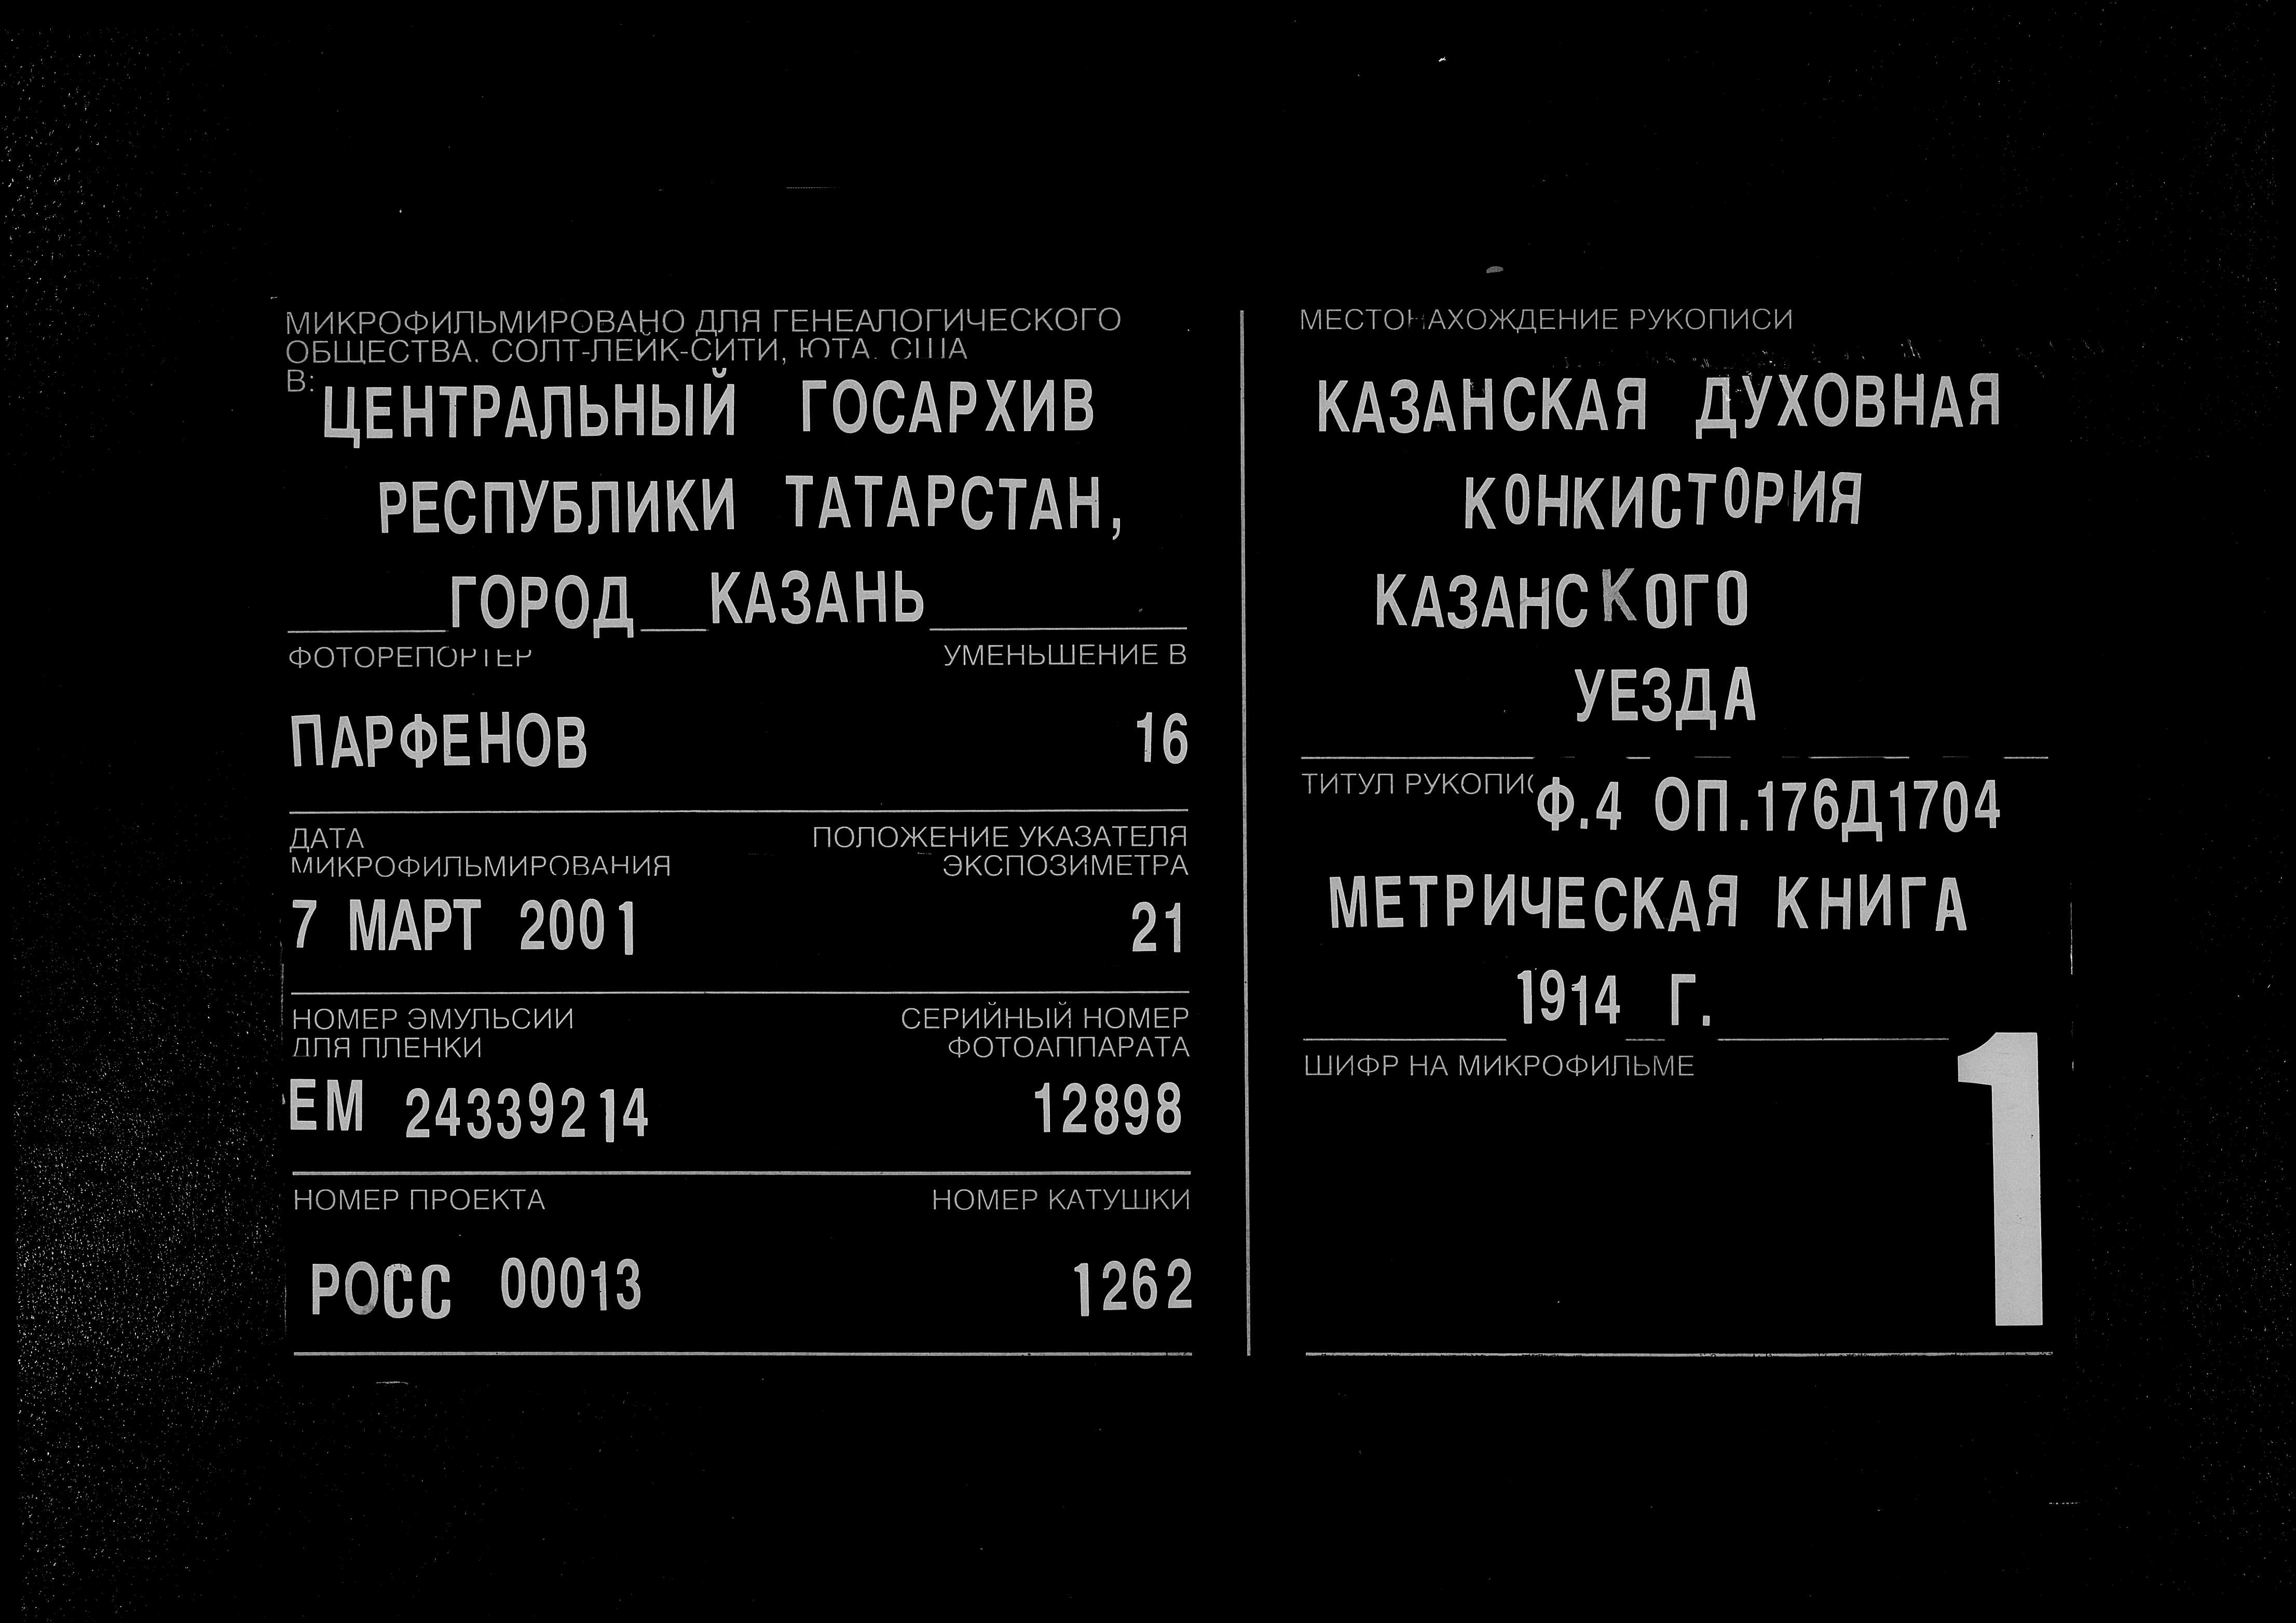 МИКРОФИЛЬМИРОВАНО ДЛЯ ГЕНЕАЛОГИЧЕСКОГО
ОБЩЕСТВА. СОЛТ-ЛЕЙК-СИТИ, ЮТА. США
В:
ЦЕНТРАЛЬНЫЙ ГОСАРХИВ
РЕСПУБЛИКИ ТАТАРСТАН,
ГОРОД КАЗАНЬ
ФОТОРЕПОРТЕР УМЕНЬШЕНИЕ В
ПАРФЕНОВ 16
ДАТА ПОЛОЖЕНИЕ УКАЗАТЕЛЯ
МИКРОФИЛЬМИРОВАНИЯ ЭКСПОЗИМЕТРА
7 МАРТ 2001 21
НОМЕР ЭМУЛЬСИИ СЕРИЙНЫЙ НОМЕР
ДЛЯ ПЛЕНКИ ФОТОАППАРАТА
ЕМ 24339214 12898
НОМЕР ПРОЕКТА НОМЕР КАТУШКИ
РОСС 00013 1262
МЕСТОНАХОЖДЕНИЕ РУКОПИСИ
КАЗАНСКАЯ ДУХОВНАЯ
КОНКИСТОРИЯ
КАЗАНСКОГО
УЕЗДА
ТИТУЛ РУКОПИС Ф.4 ОП.176Д1704
МЕТРИЧЕСКАЯ КНИГА
1914 Г.
ШИФР НА МИКРОФИЛЬМЕ
1